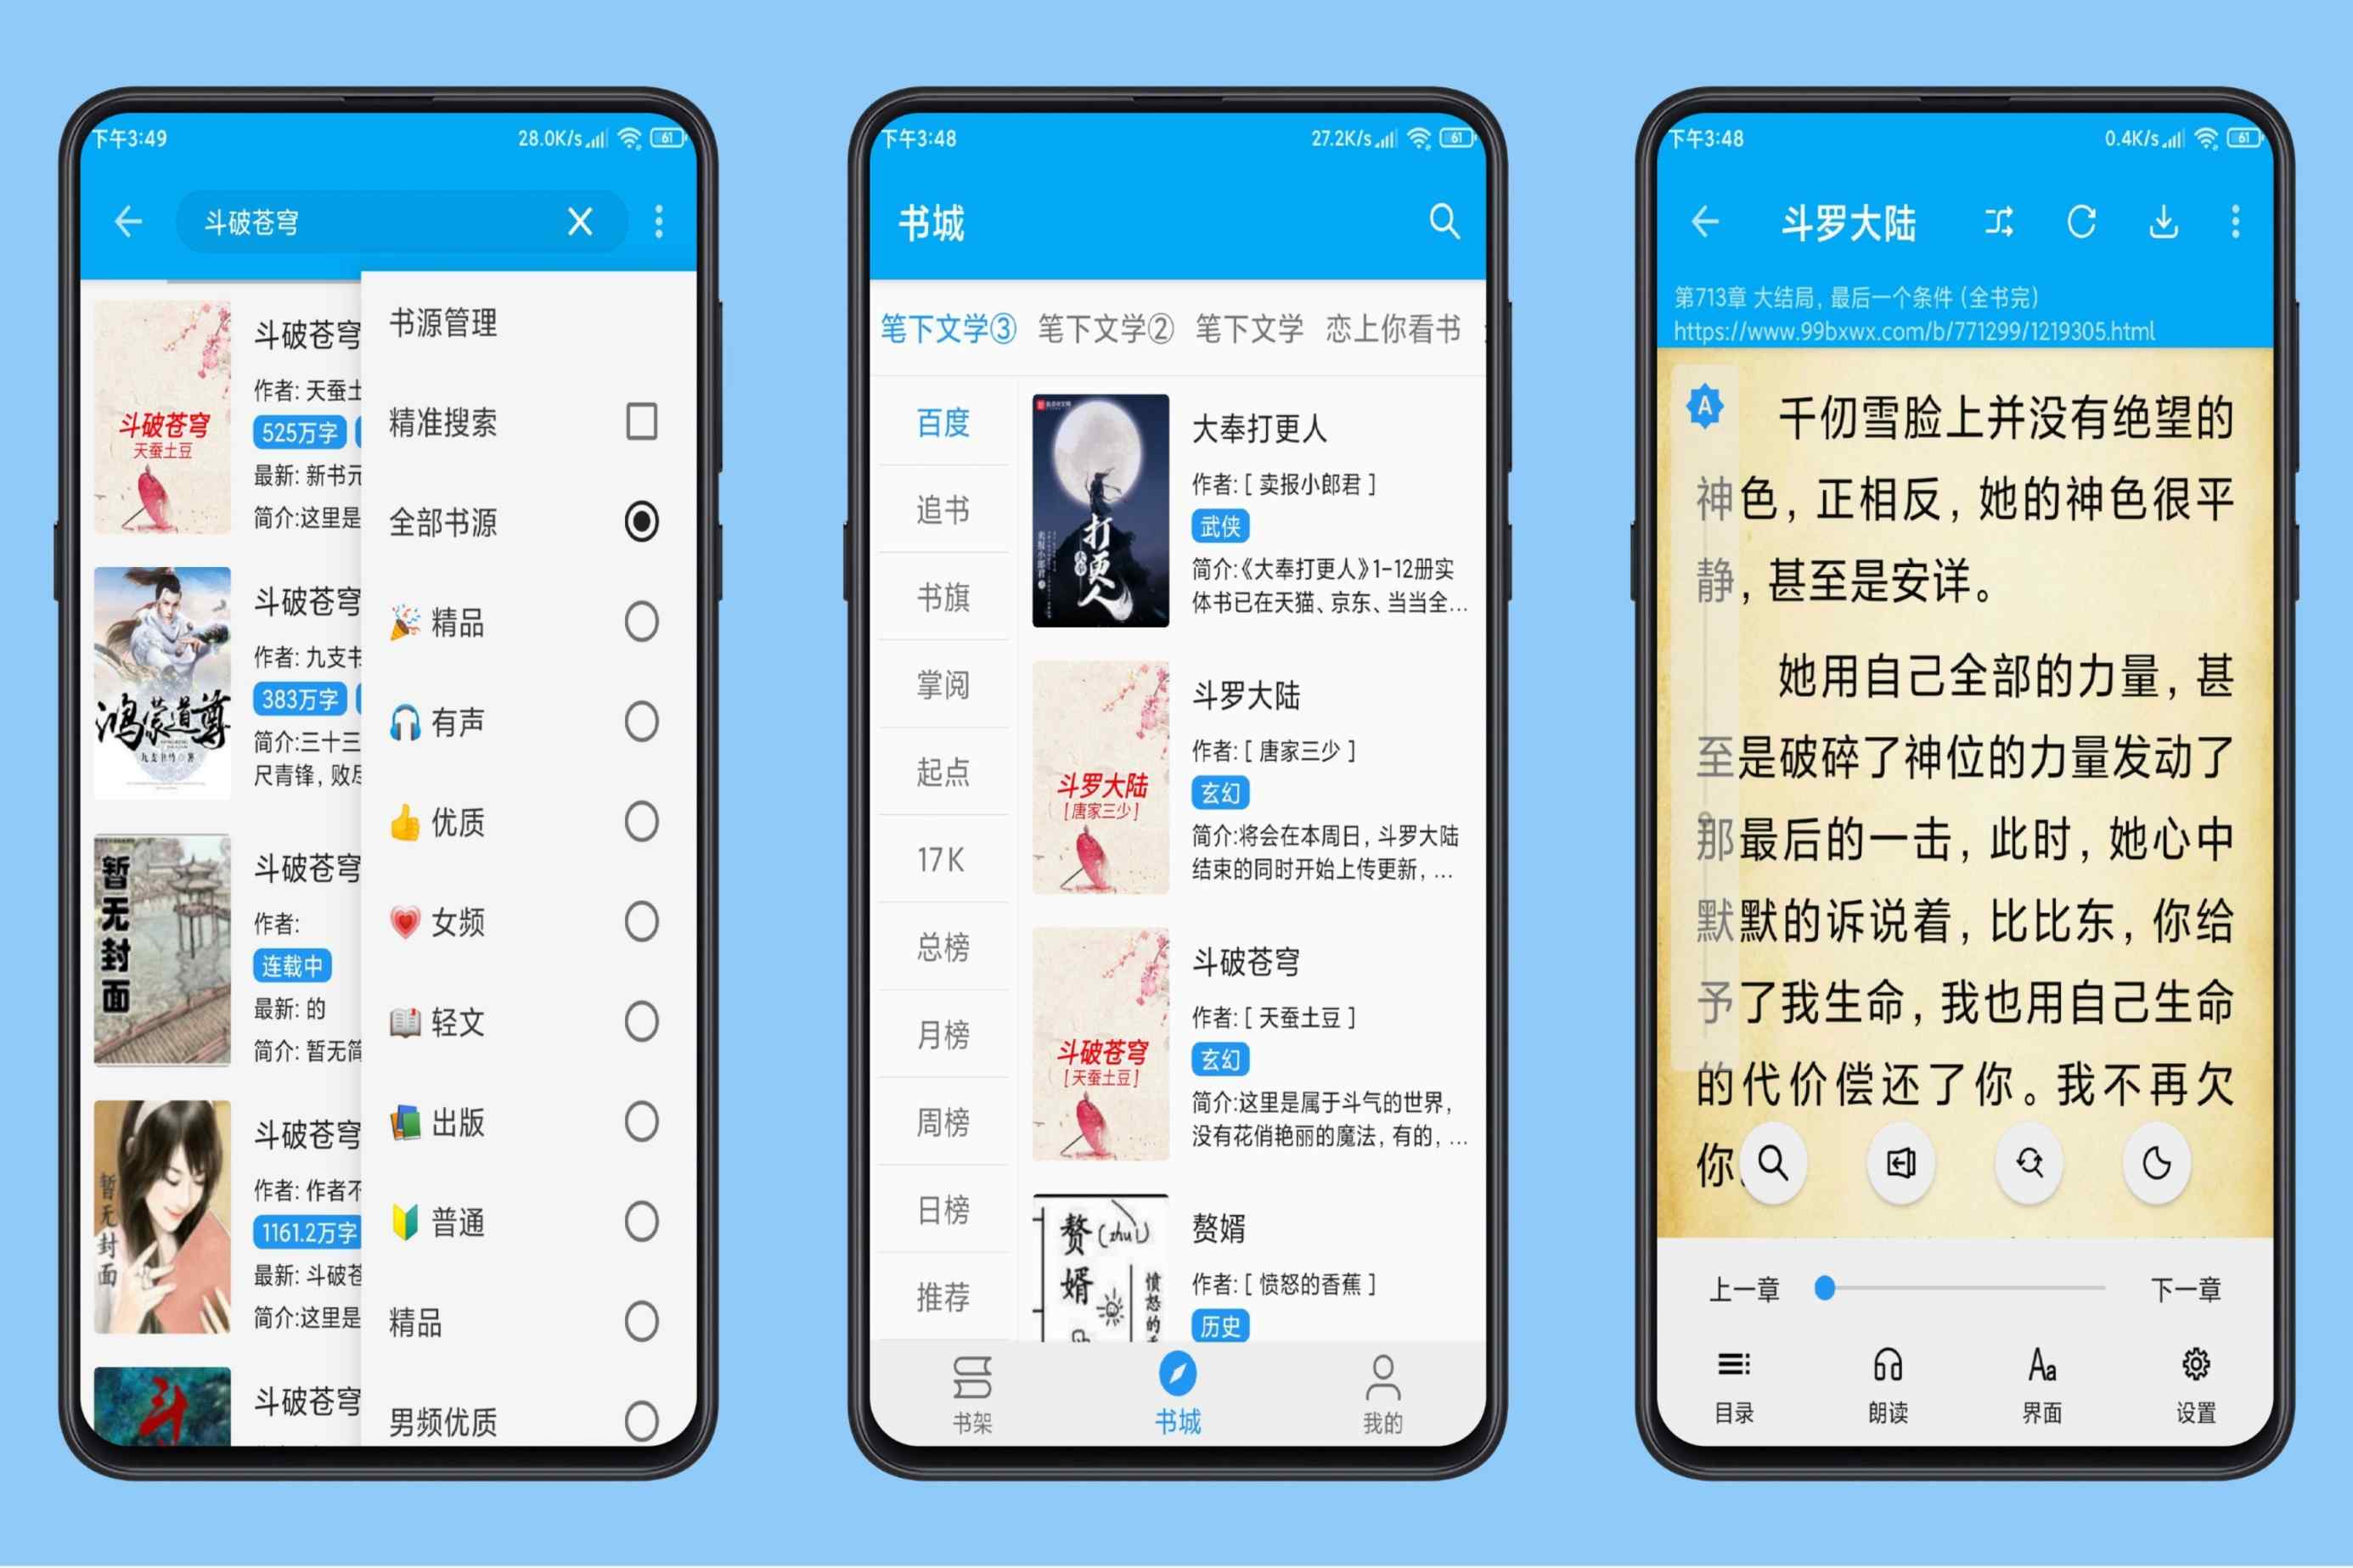 下午3:49
28.0K/s
61
斗破苍穹
书源管理
精准搜索
全部书源
精品
有声
优质
女频
轻文
出版
普通
精品
男频优质
斗破苍穹
天蚕土豆
斗破苍穹
作者: 天蚕土
525万字
最新: 新书元
简介:这里是
鸿蒙道尊
斗破苍穹
作者: 九支书
383万字
简介:三十三
尺青锋，败尽
暂无封面
斗破苍穹
作者:
连载中
最新: 的
简介: 暂无简
暂无封面
斗破苍穹
作者: 作者不
1161.2万字
最新: 斗破苍
简介:这里是
斗
斗破苍穹
下午3:48
27.2K/s
61
书城
笔下文学③
笔下文学②
笔下文学
恋上你看书
百度
追书
书旗
掌阅
起点
17K
总榜
月榜
周榜
日榜
推荐
大奉
打更人
大奉打更人
作者: [ 卖报小郎君 ]
武侠
简介:《大奉打更人》1-12册实
体书已在天猫、京东、当当全...
斗罗大陆
[唐家三少]
斗罗大陆
作者: [ 唐家三少 ]
玄幻
简介:将会在本周日，斗罗大陆
结束的同时开始上传更新，...
斗破苍穹
[天蚕土豆]
斗破苍穹
作者: [ 天蚕土豆 ]
玄幻
简介:这里是属于斗气的世界，
没有花俏艳丽的魔法，有的，...
赘(zhuì)
婿
愤怒的
赘婿
作者: [ 愤怒的香蕉 ]
历史
书架
书城
我的
下午3:48
0.4K/s
61
斗罗大陆
第713章 大结局，最后一个条件 (全书完)
https://www.99bxwx.com/b/771299/1219305.html
A
千仞雪脸上并没有绝望的
神色，正相反，她的神色很平
静，甚至是安详。
她用自己全部的力量，甚
至是破碎了神位的力量发动了
那最后的一击，此时，她心中
默默的诉说着，比比东，你给
予了我生命，我也用自己生命
的代价偿还了你。我不再欠
你
上一章
下一章
目录
朗读
Aa
界面
设置